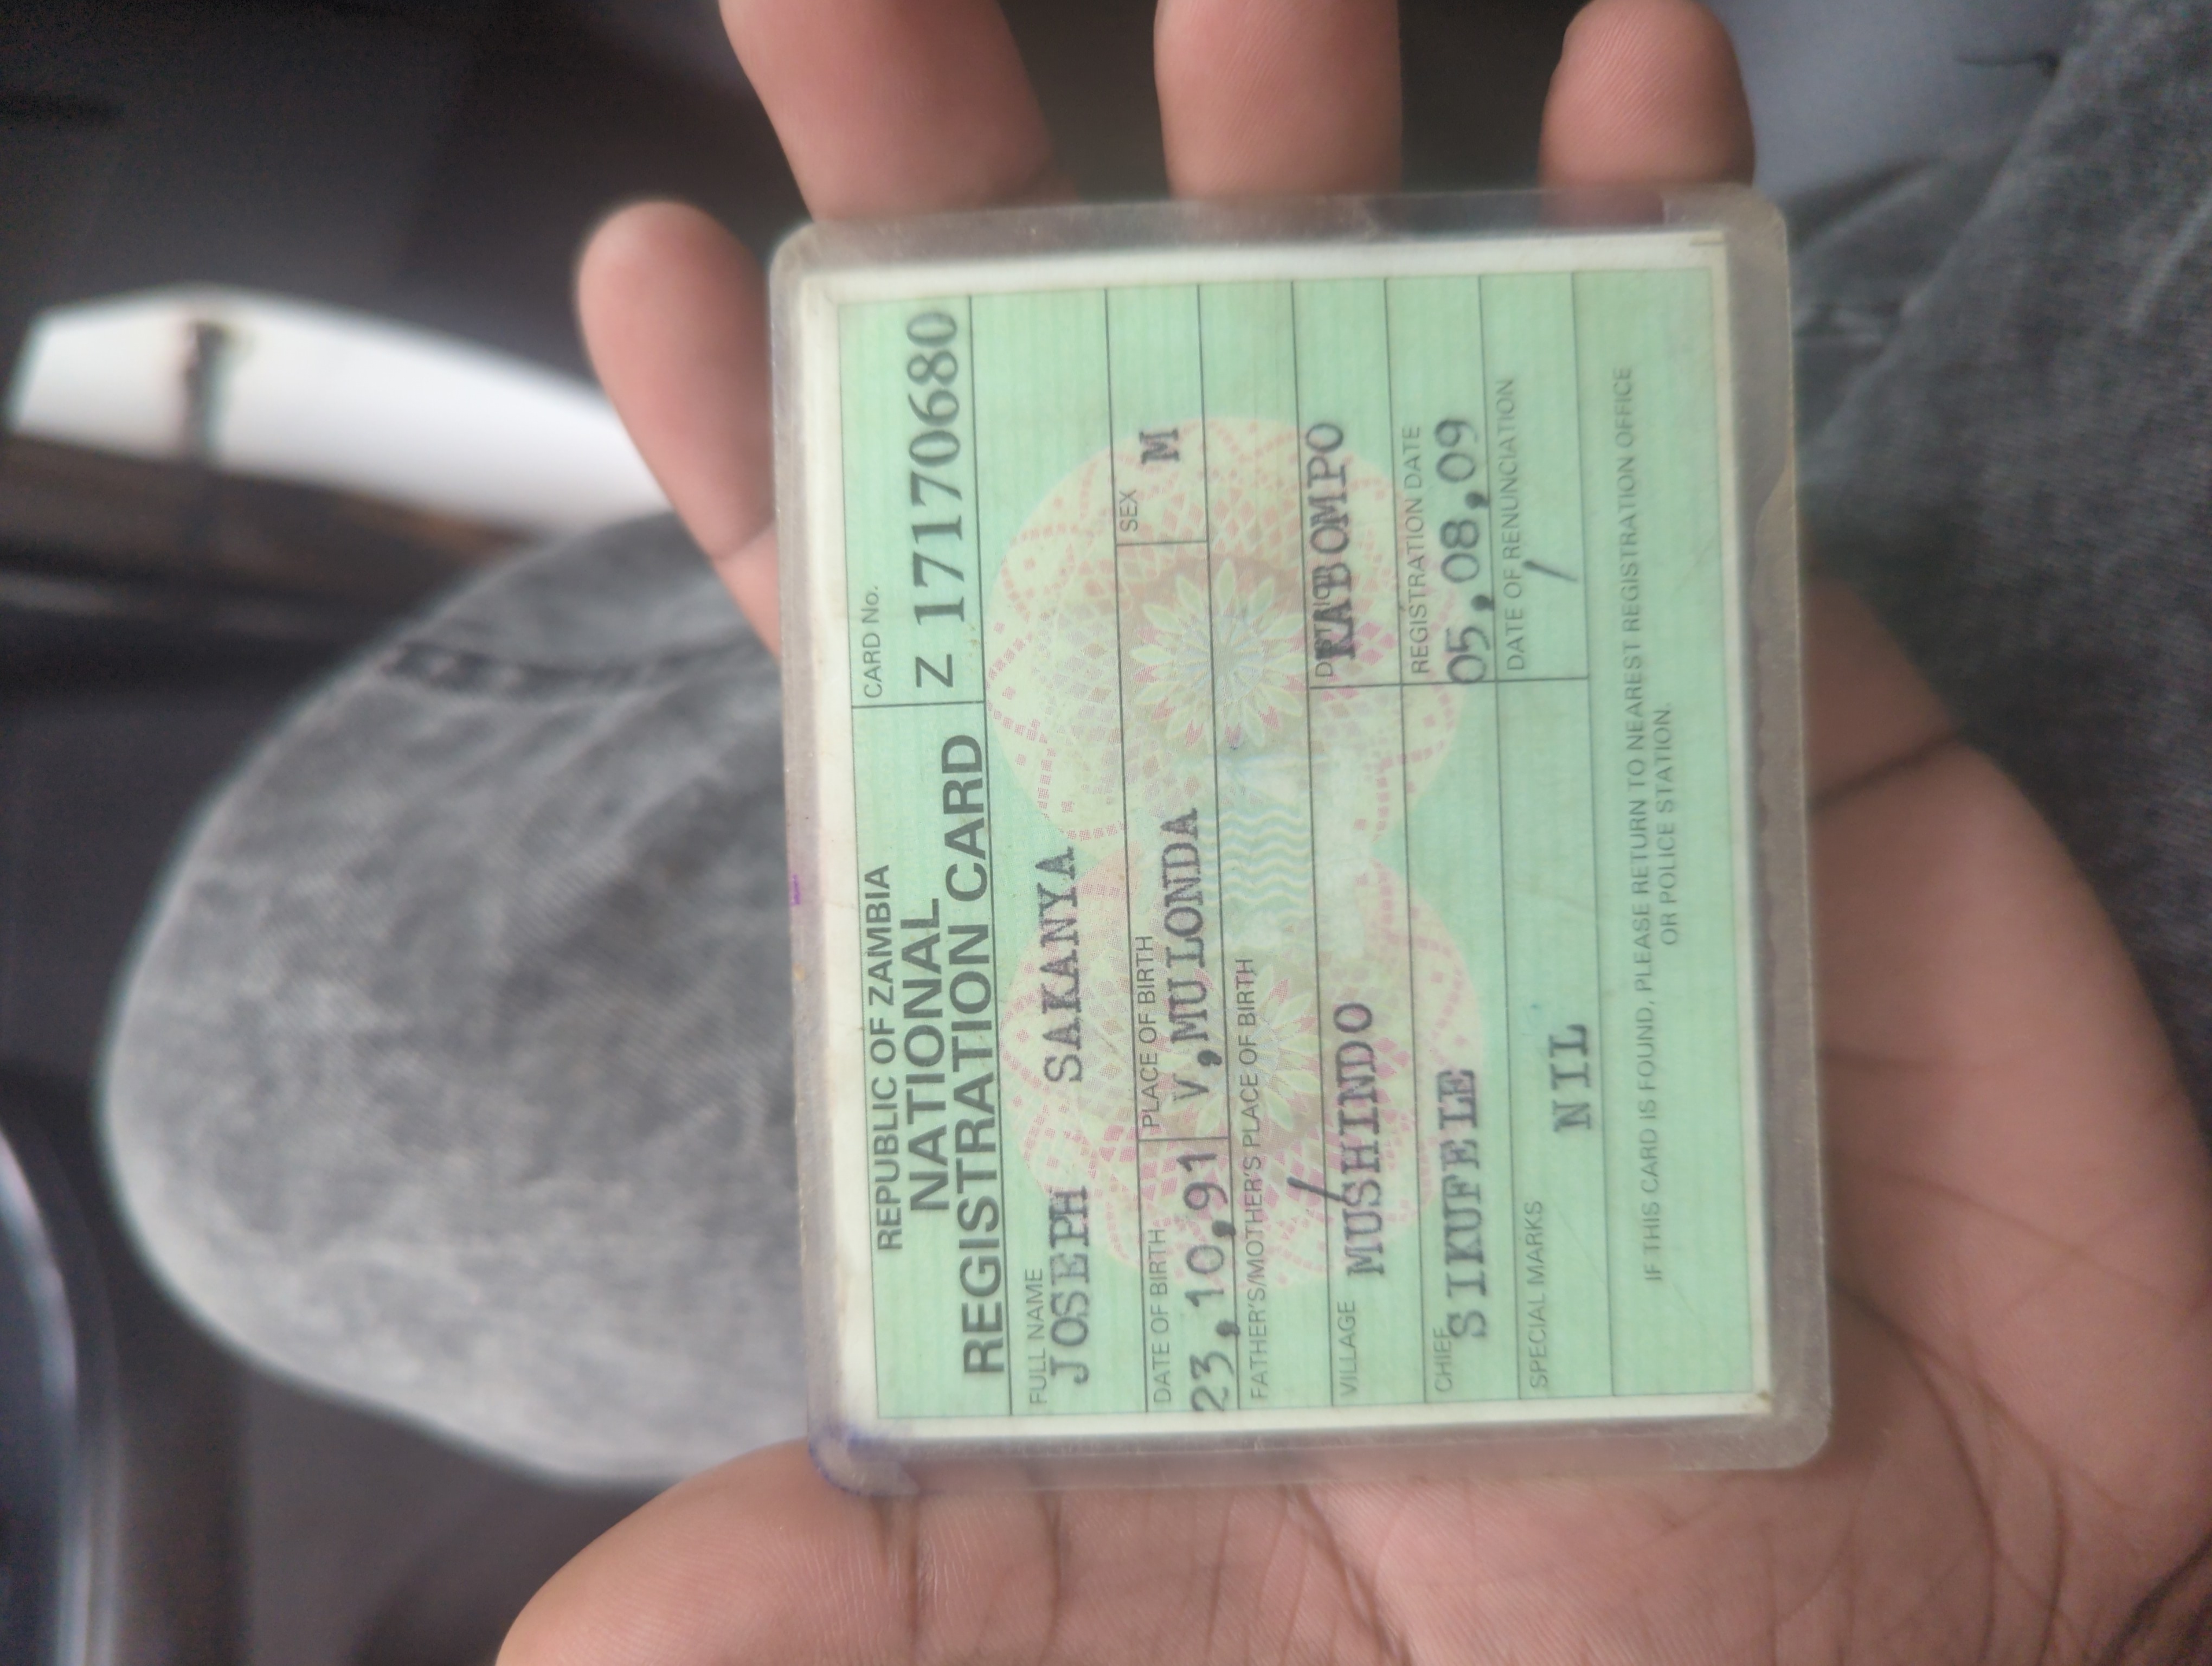 REPUBLIC OF ZAMBIA
NATIONAL
REGISTRATION CARD
CARD No.
Z 17170680
FULL NAME
JOSEPH SAKANYA
DATE OF BIRTH
23,10,91
PLACE OF BIRTH
V,MULONDA
SEX
M
FATHER'S/MOTHER'S PLACE OF BIRTH
/
VILLAGE
MUSHINDO
KABOMPO
CHIEF
SIKUFELE
REGISTRATION DATE
05,08,09
SPECIAL MARKS
NIL
DATE OF RENUNCIATION
/
IF THIS CARD IS FOUND, PLEASE RETURN TO NEAREST REGISTRATION OFFICE
OR POLICE STATION.